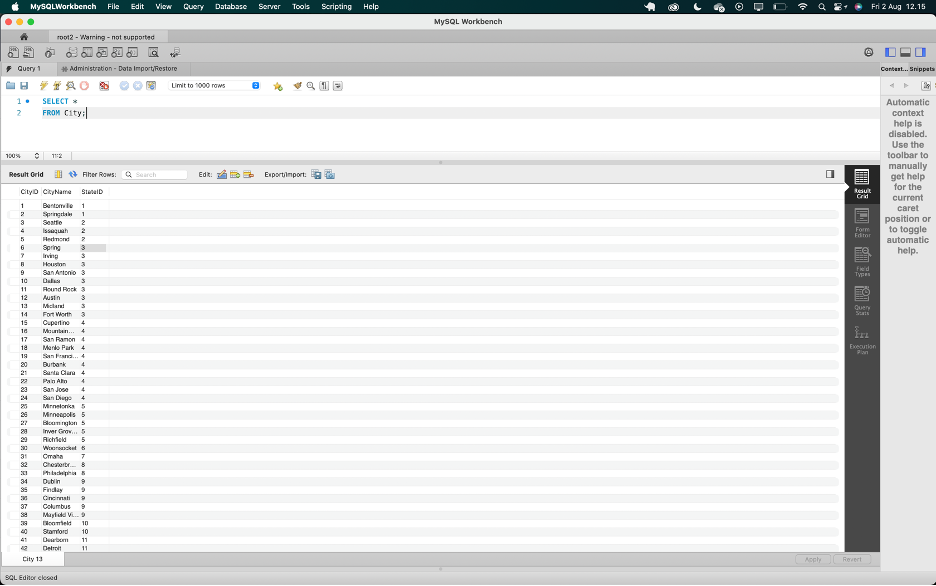 MySQLWorkbench File Edit View Query Database Server Tools Scripting Help Fri 2 Aug 12.15
MySQL Workbench
root2 - Warning - not supported
Query 1 Administration - Data Import/Restore Context... Snippets
Limit to 1000 rows
1 SELECT *
2 FROM City;
100% 11:2
Result Grid Filter Rows: Search Edit: Export/Import:
CityID CityName StateID
1 Bentonville 1
2 Springdale 1
3 Seattle 2
4 Issaquah 2
5 Redmond 2
6 Spring 3
7 Irving 3
8 Houston 3
9 San Antonio 3
10 Dallas 3
11 Round Rock 3
12 Austin 3
13 Midland 3
14 Fort Worth 3
15 Cupertino 4
16 Mountain... 4
17 San Ramon 4
18 Menlo Park 4
19 San Franci... 4
20 Burbank 4
21 Santa Clara 4
22 Palo Alto 4
23 San Jose 4
24 San Diego 4
25 Minnetonka 5
26 Minneapolis 5
27 Bloomington 5
28 Inver Grov... 5
29 Richfield 5
30 Woonsocket 6
31 Omaha 7
32 Chesterbr... 8
33 Philadelphia 8
34 Dublin 9
35 Findlay 9
36 Cincinnati 9
37 Columbus 9
38 Mayfield Vi... 9
39 Bloomfield 10
40 Stamford 10
41 Dearborn 11
42 Detroit 11
Result
Grid
Form
Editor
Field
Types
Query
Stats
Execution
Plan
Automatic
context
help is
disabled.
Use the
toolbar to
manually
get help
for the
current
caret
position or
to toggle
automatic
help.
City 13 Apply Revert
SQL Editor closed